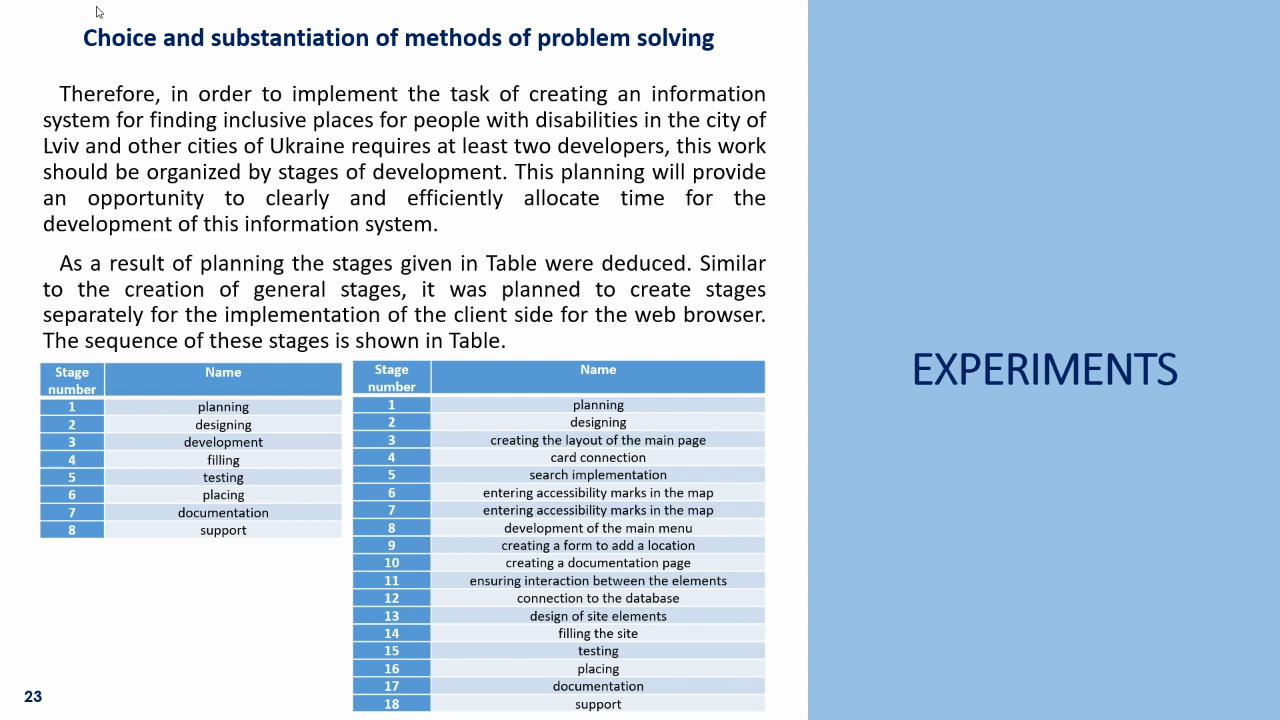 Choice and substantiation of methods of problem solving
Therefore, in order to implement the task of creating an information
system for finding inclusive places for people with disabilities in the city of
Lviv and other cities of Ukraine requires at least two developers, this work
should be organized by stages of development. This planning will provide
an opportunity to clearly and efficiently allocate time for the
development of this information system.
As a result of planning the stages given in Table were deduced. Similar
to the creation of general stages, it was planned to create stages
separately for the implementation of the client side for the web browser.
The sequence of these stages is shown in Table.
Stage number Name
1 planning
2 designing
3 development
4 filling
5 testing
6 placing
7 documentation
8 support
Stage number Name
1 planning
2 designing
3 creating the layout of the main page
4 card connection
5 search implementation
6 entering accessibility marks in the map
7 entering accessibility marks in the map
8 development of the main menu
9 creating a form to add a location
10 creating a documentation page
11 ensuring interaction between the elements
12 connection to the database
13 design of site elements
14 filling the site
15 testing
16 placing
17 documentation
18 support
23
EXPERIMENTS